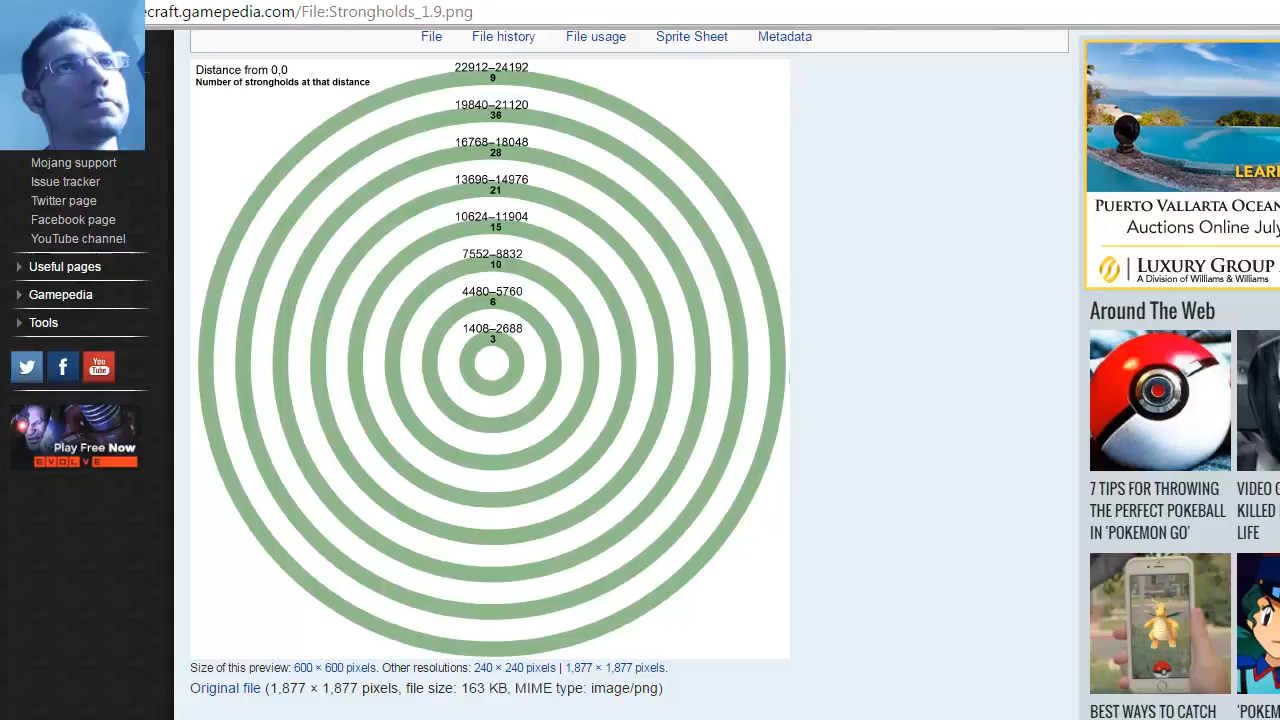 ecraft.gamepedia.com/File:Strongholds_1.9.png
File File history File usage Sprite Sheet Metadata
Distance from 0,0
Number of strongholds at that distance
22912–24192
9
19840–21120
36
16768–18048
28
13696–14976
21
10624–11904
15
7552–8832
10
4480–5760
6
1408–2688
3
Size of this preview: 600 × 600 pixels. Other resolutions: 240 × 240 pixels | 1,877 × 1,877 pixels.
Original file (1,877 × 1,877 pixels, file size: 163 KB, MIME type: image/png)
Mojang support
Issue tracker
Twitter page
Facebook page
YouTube channel
Useful pages
Gamepedia
Tools
You
Tube
Play Free Now
EVOLVE
LEAR
PUERTO VALLARTA OCEAN
Auctions Online July
LUXURY GROUP
A Division of Williams & Williams
Around The Web
7 TIPS FOR THROWING
THE PERFECT POKEBALL
IN 'POKEMON GO'
VIDEO G
KILLED
LIFE
BEST WAYS TO CATCH
'POKEM